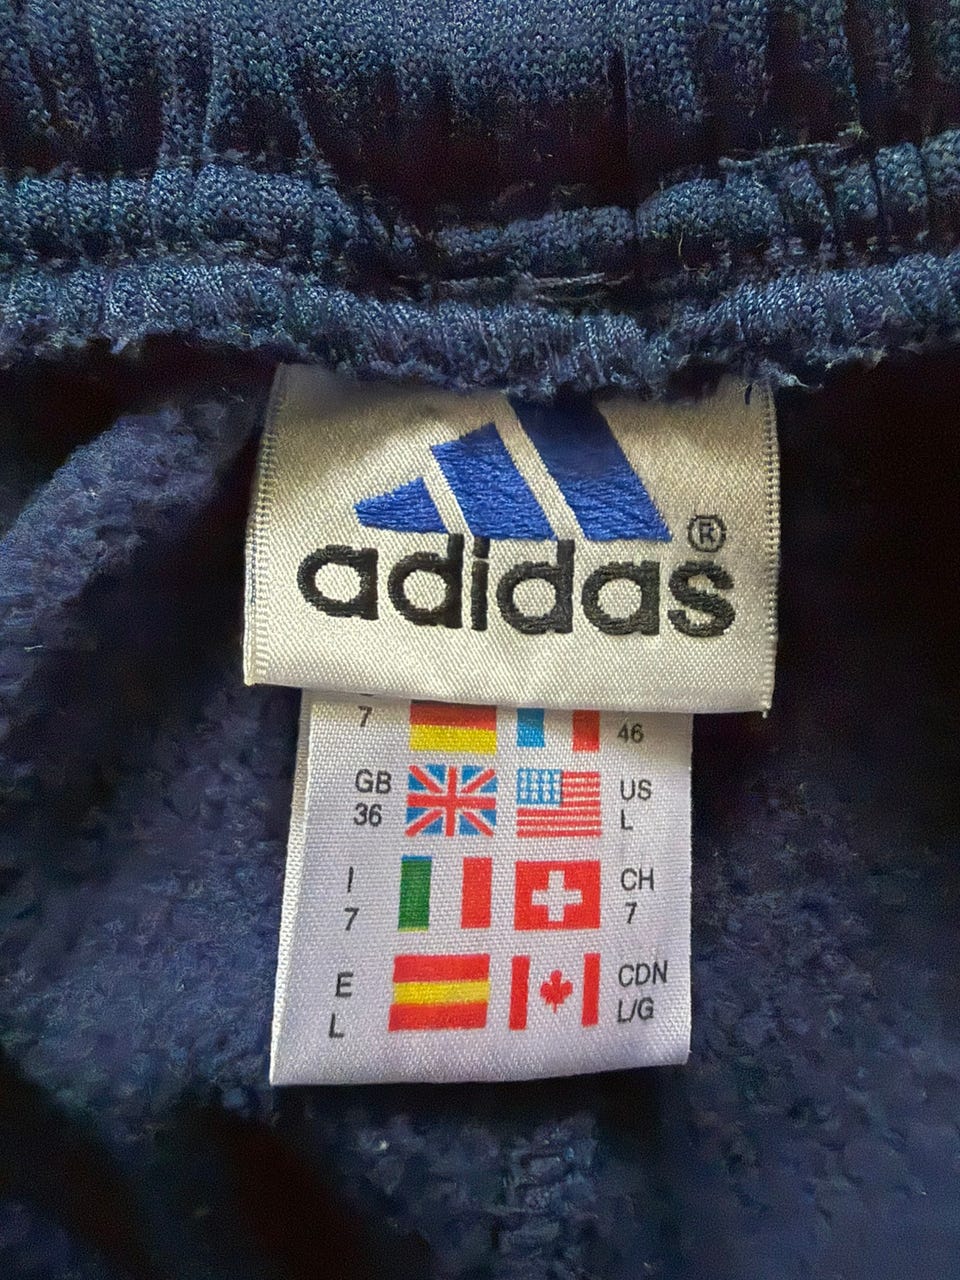 adidas®
7 46
GB US
36 L
I CH
7 7
E CDN
L L/G